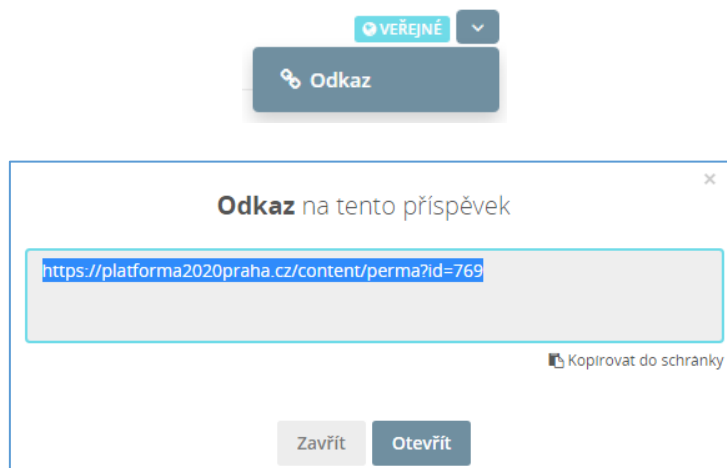 VEŘEJNÉ
Odkaz
Odkaz na tento příspěvek
https://platforma2020praha.cz/content/perma?id=769
Kopírovat do schránky
Zavřít Otevřít